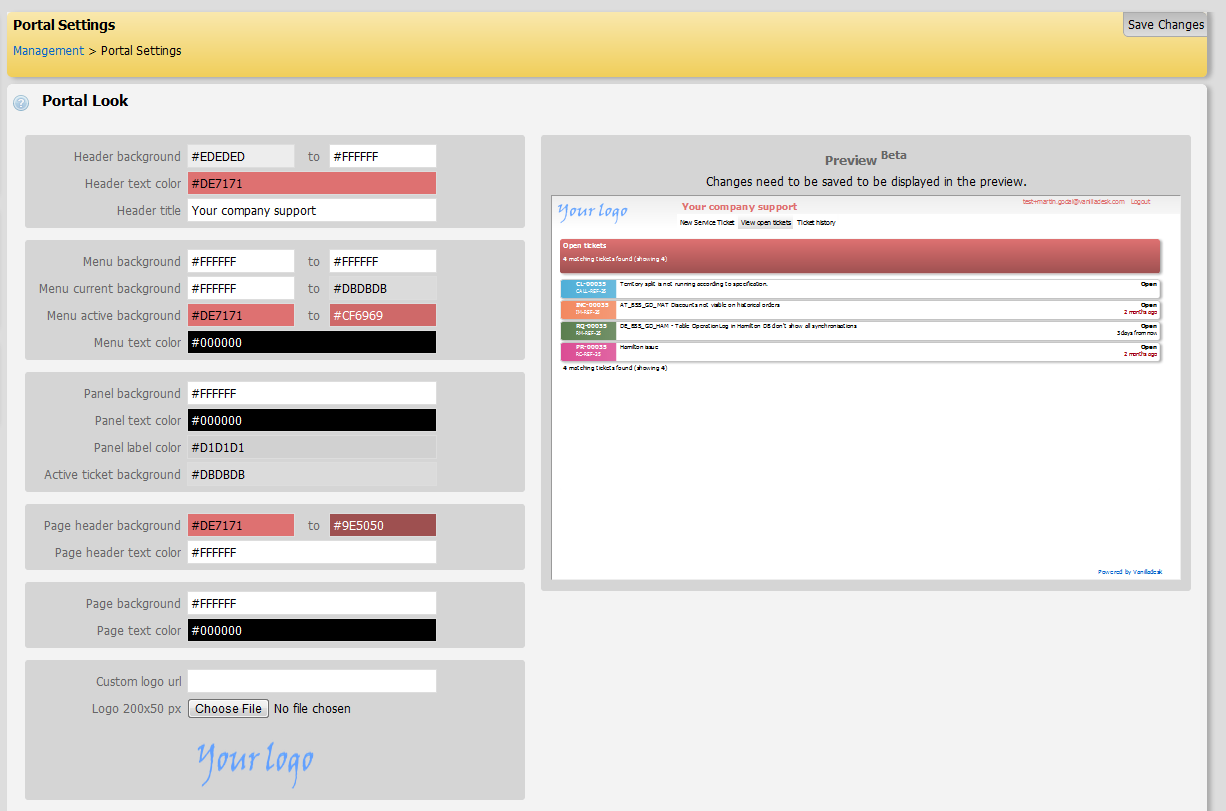 Portal Settings
Save Changes
Management > Portal Settings
? Portal Look
Header background #EDEDED to #FFFFFF
Header text color #DE7171
Header title Your company support
Menu background #FFFFFF to #FFFFFF
Menu current background #FFFFFF to #DBDBDB
Menu active background #DE7171 to #CF6969
Menu text color #000000
Panel background #FFFFFF
Panel text color #000000
Panel label color #D1D1D1
Active ticket background #DBDBDB
Page header background #DE7171 to #9E5050
Page header text color #FFFFFF
Page background #FFFFFF
Page text color #000000
Custom logo url
Logo 200x50 px Choose File No file chosen
Your logo
Preview Beta
Changes need to be saved to be displayed in the preview.
Your logo
Your company support
test+martin.godal@vanilladesk.com Logout
New Service Ticket View open tickets Ticket history
Open tickets
4 matching tickets found (showing 4)
CL-00035 Territory split is not running according to specification. Open
CALL-REF-35
INC-00035 AT_BSS_GD_MAT Discounts not visible on historical orders Open
2 months ago
RQ-00035 DE_BSS_GD_HAM - Table OperationLog in Hamilton DB don't show all synchronisations Open
3 days from now
PR-00035 Hamilton issue Open
2 months ago
4 matching tickets found (showing 4)
Powered by Vanilladesk